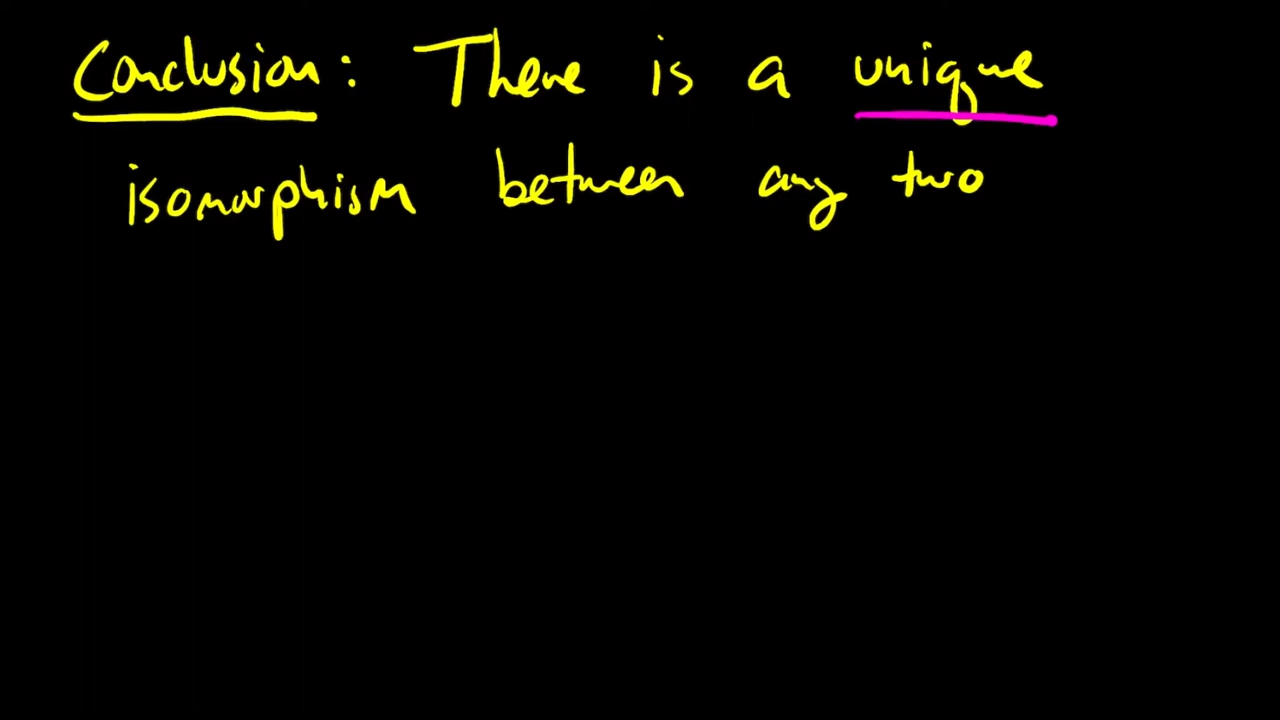 Conclusion: There is a unique
isomorphism between any two